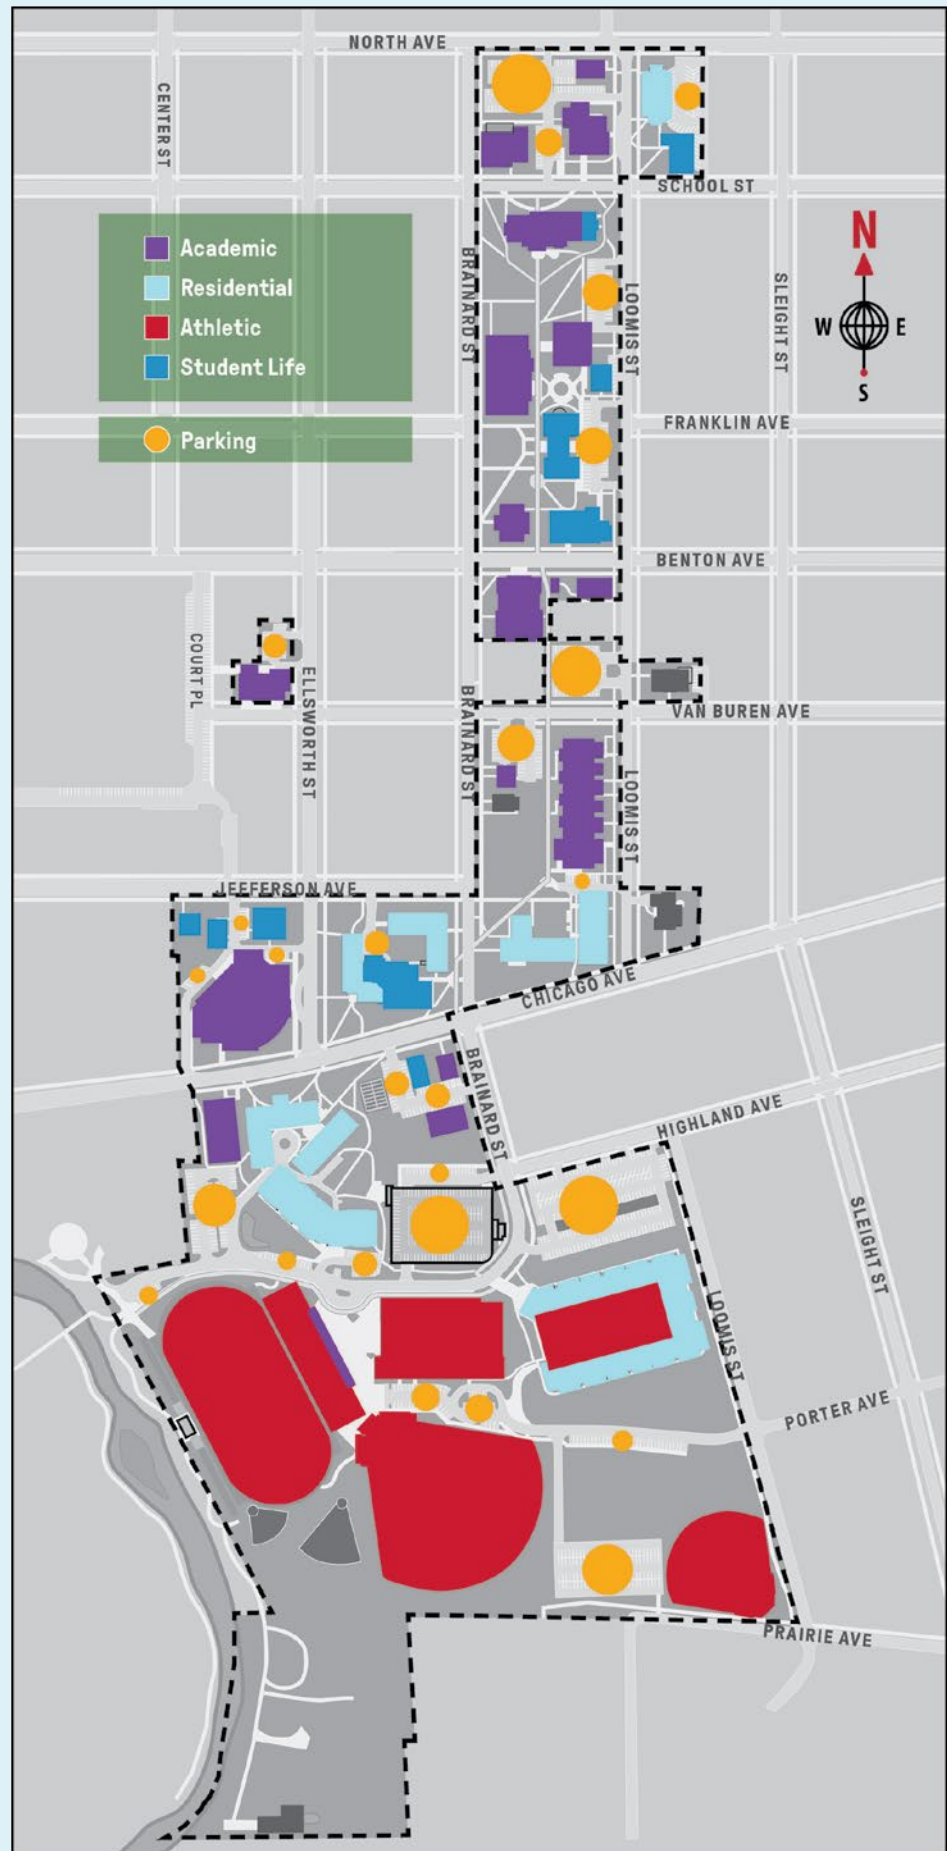 NORTH AVE
CENTER ST
SCHOOL ST
Academic
Residential
Athletic
Student Life
Parking
BRAINARD ST
LOOMIS ST
SLEIGHT ST
N
W
E
S
FRANKLIN AVE
BENTON AVE
COURT PL
ELLSWORTH ST
BRAINARD ST
VAN BUREN AVE
LOOMIS ST
JEFFERSON AVE
CHICAGO AVE
BRAINARD ST
HIGHLAND AVE
SLEIGHT ST
LOOMIS ST
PORTER AVE
PRAIRIE AVE